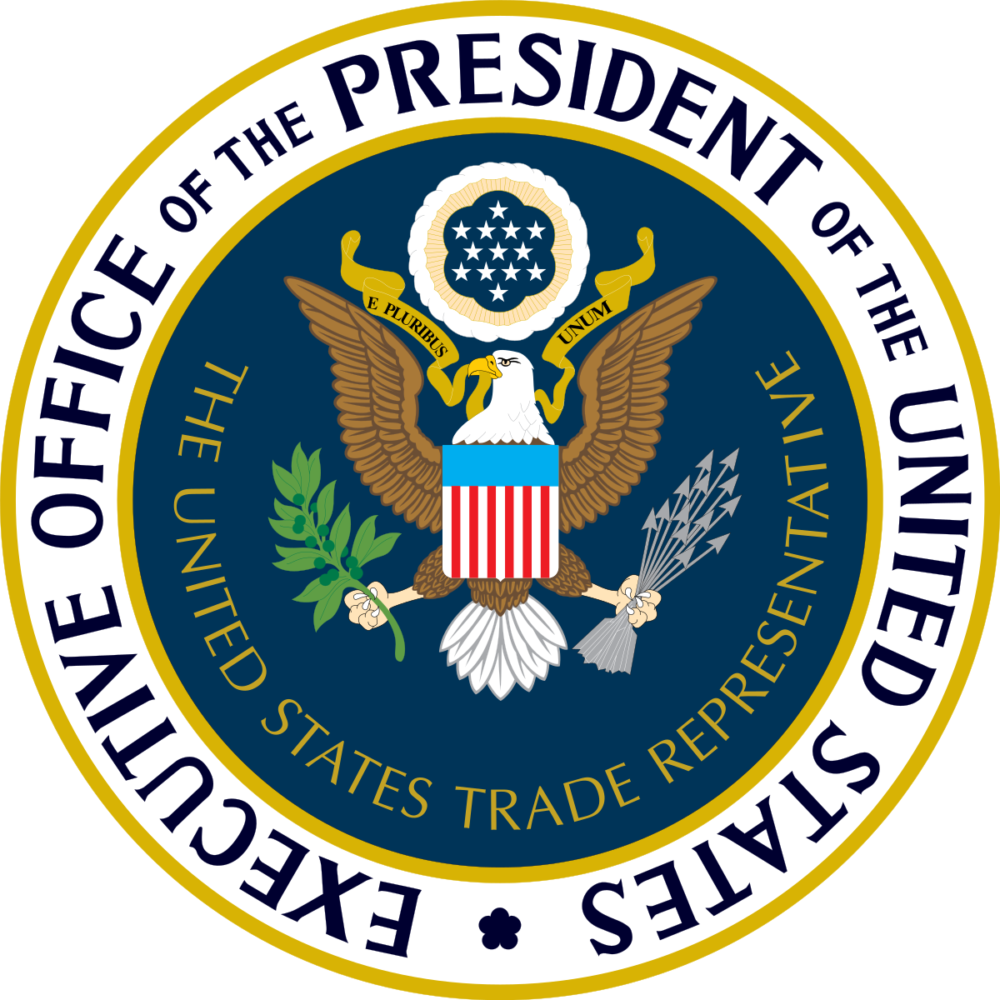 EXECUTIVE OFFICE OF THE PRESIDENT OF THE UNITED STATES
E PLURIBUS UNUM
THE UNITED STATES TRADE REPRESENTATIVE